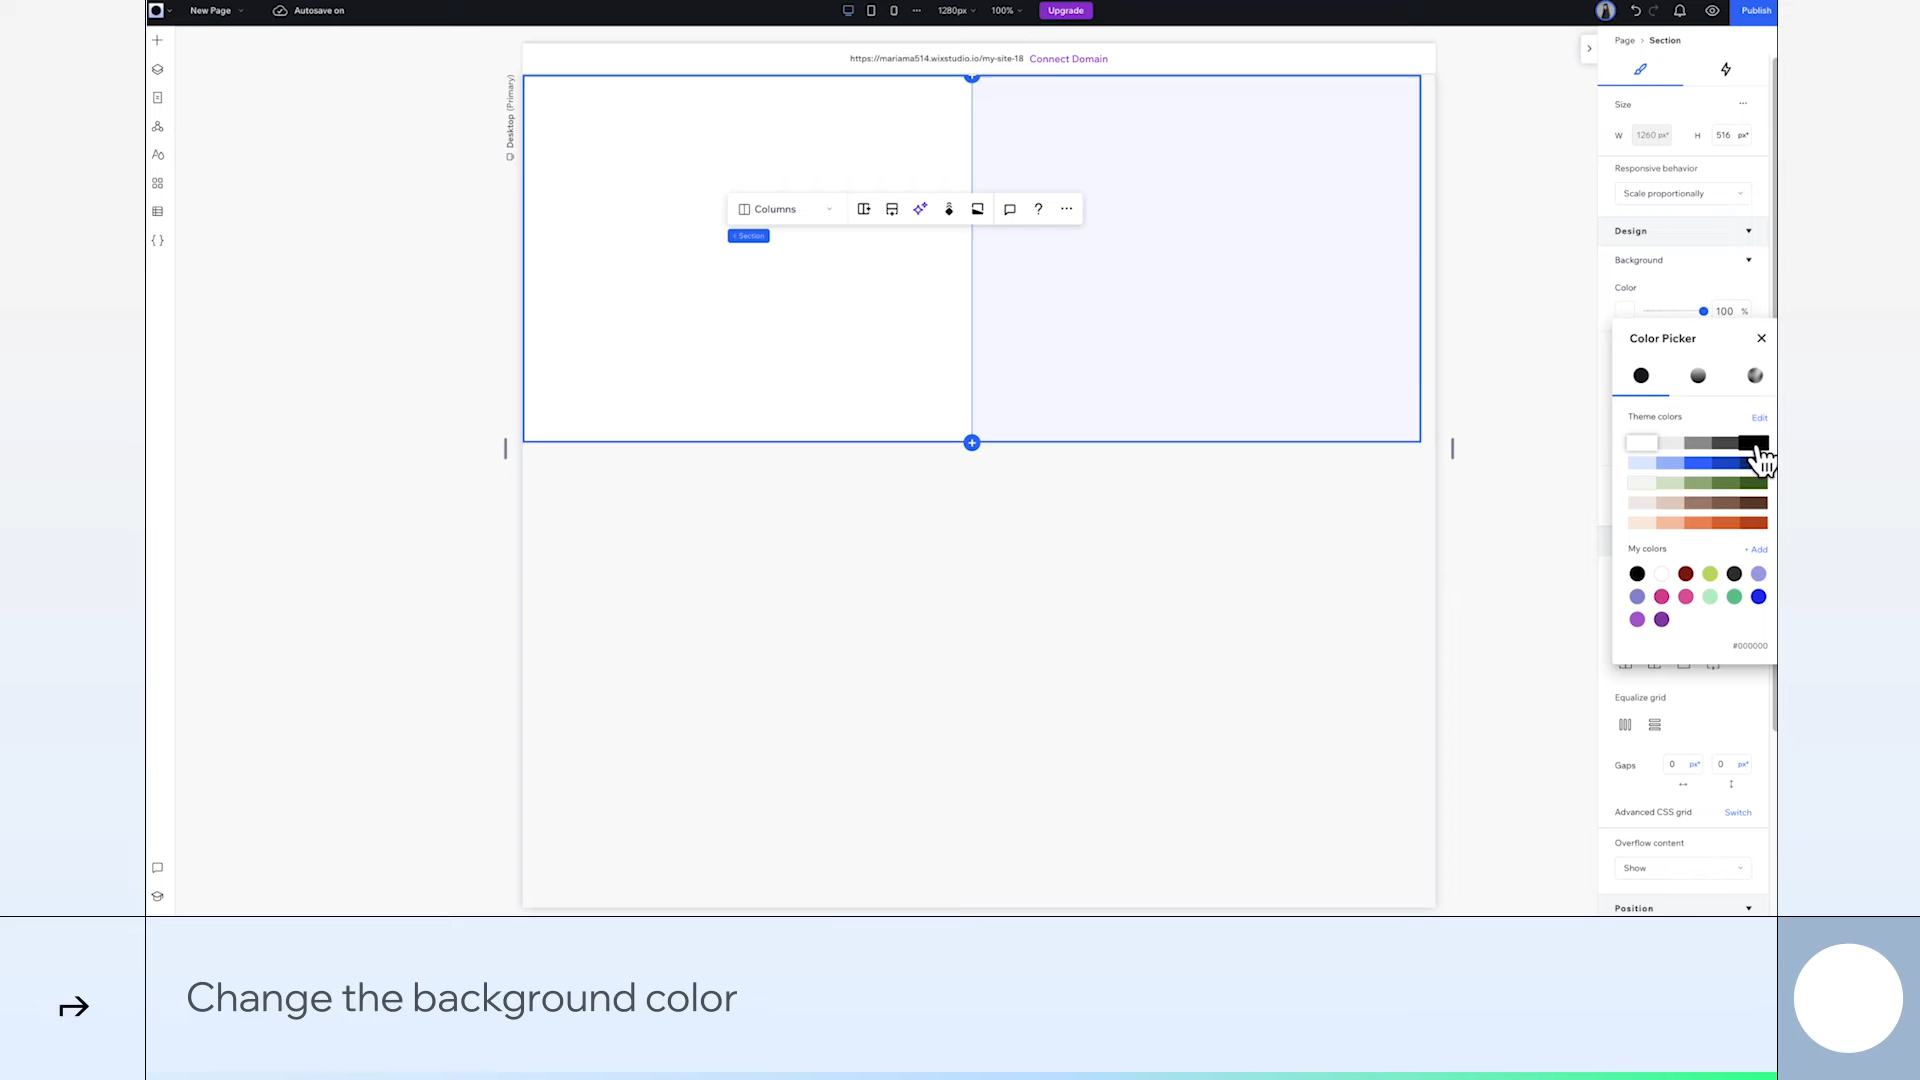 New Page
Autosave on
1280px
100%
Upgrade
Publish
Page > Section
https://mariama514.wixstudio.io/my-site-18 Connect Domain
Desktop (Primary)
Size
W 1260 px* H 516 px*
Responsive behavior
Scale proportionally
Columns
?
< Section
Design
Background
Color
100 %
Color Picker
Theme colors Edit
My colors + Add
#000000
Equalize grid
Gaps 0 px* 0 px*
Advanced CSS grid Switch
Overflow content
Show
Position
Change the background color